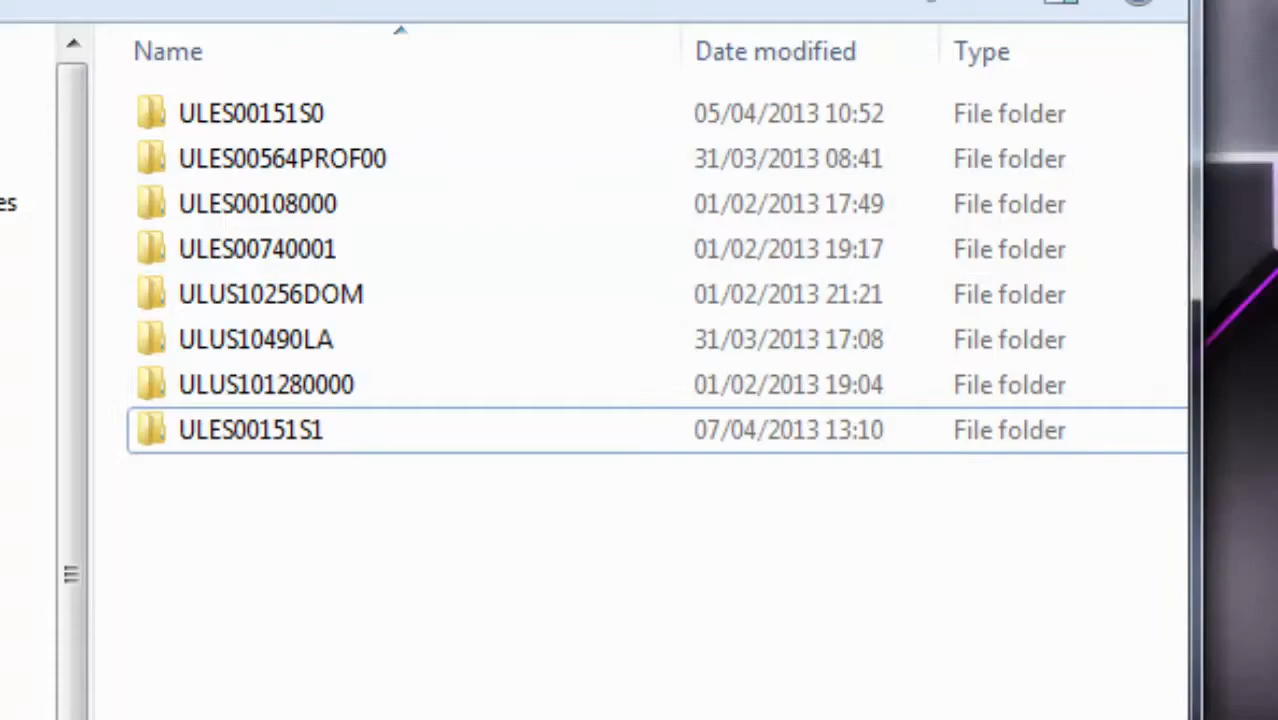 Name Date modified Type
ULES00151S0 05/04/2013 10:52 File folder
ULES00564PROF00 31/03/2013 08:41 File folder
es ULES00108000 01/02/2013 17:49 File folder
ULES00740001 01/02/2013 19:17 File folder
ULUS10256DOM 01/02/2013 21:21 File folder
ULUS10490LA 31/03/2013 17:08 File folder
ULUS101280000 01/02/2013 19:04 File folder
ULES00151S1 07/04/2013 13:10 File folder